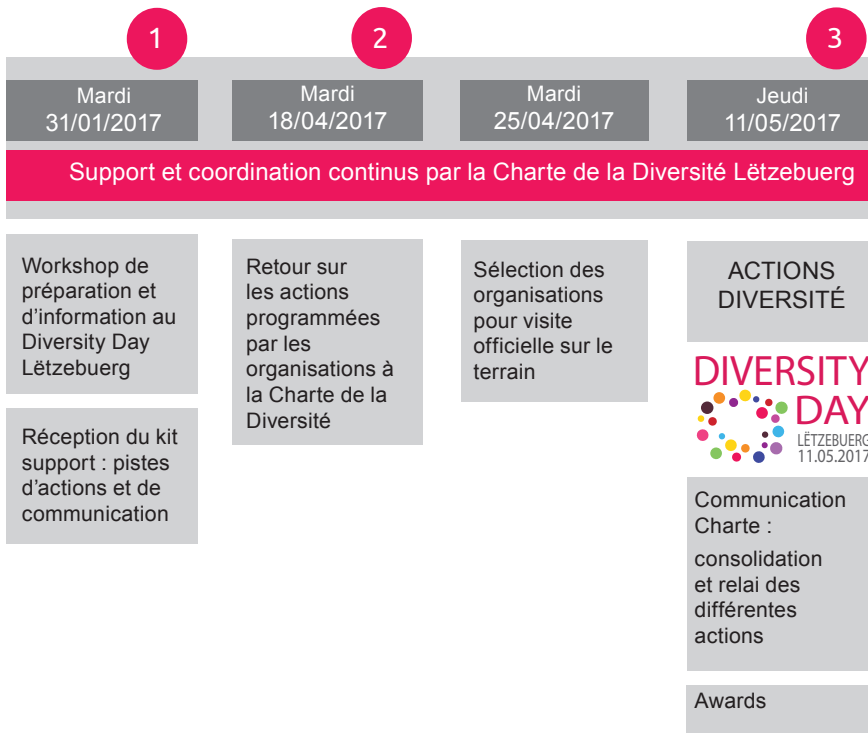 1
2
3
Mardi
31/01/2017
Mardi
18/04/2017
Mardi
25/04/2017
Jeudi
11/05/2017
Support et coordination continus par la Charte de la Diversité Lëtzebuerg
Workshop de
préparation et
d'information au
Diversity Day
Lëtzebuerg
Réception du kit
support : pistes
d'actions et de
communication
Retour sur
les actions
programmées
par les
organisations à
la Charte de la
Diversité
Sélection des
organisations
pour visite
officielle sur le
terrain
ACTIONS
DIVERSITÉ
DIVERSITY
DAY
LËTZEBUERG
11.05.2017
Communication
Charte :
consolidation
et relai des
différentes
actions
Awards